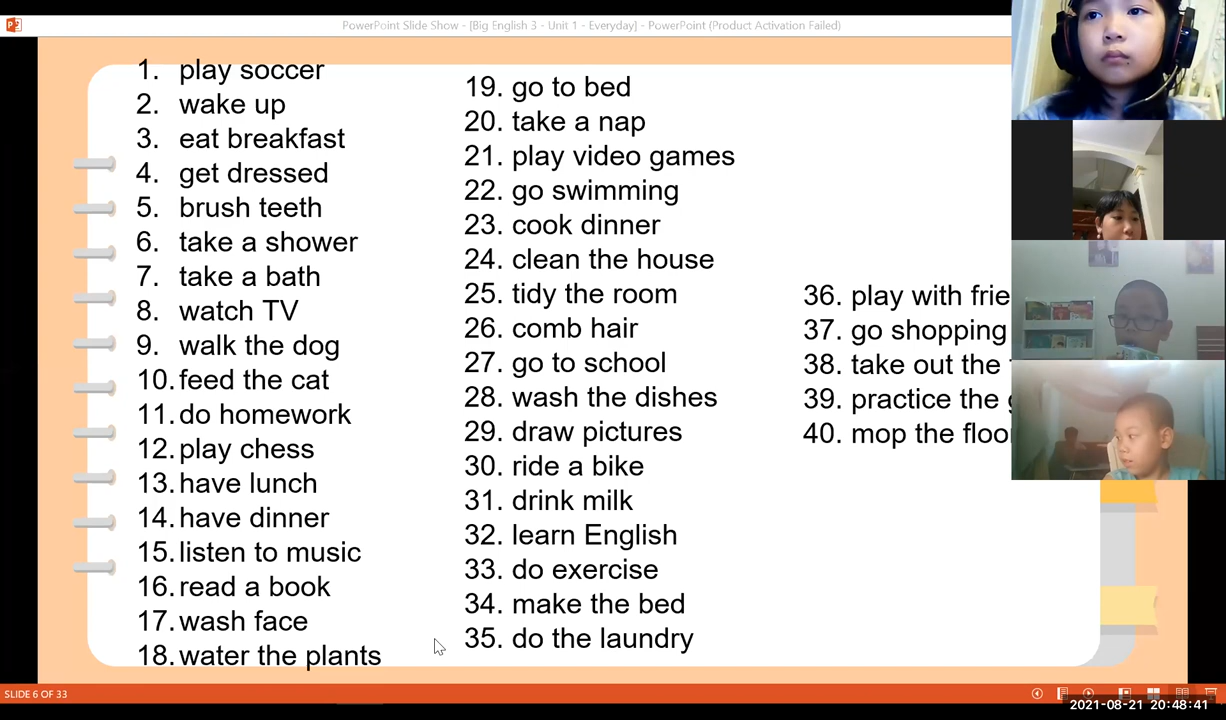 PowerPoint Slide Show - [Big English 3 - Unit 1 - Everyday] - PowerPoint (Product Activation Failed)
1. play soccer
2. wake up
3. eat breakfast
4. get dressed
5. brush teeth
6. take a shower
7. take a bath
8. watch TV
9. walk the dog
10. feed the cat
11. do homework
12. play chess
13. have lunch
14. have dinner
15. listen to music
16. read a book
17. wash face
18. water the plants
19. go to bed
20. take a nap
21. play video games
22. go swimming
23. cook dinner
24. clean the house
25. tidy the room
26. comb hair
27. go to school
28. wash the dishes
29. draw pictures
30. ride a bike
31. drink milk
32. learn English
33. do exercise
34. make the bed
35. do the laundry
36. play with frie
37. go shopping
38. take out the
39. practice the
40. mop the floo
SLIDE 6 OF 33
2021-08-21 20:48:41